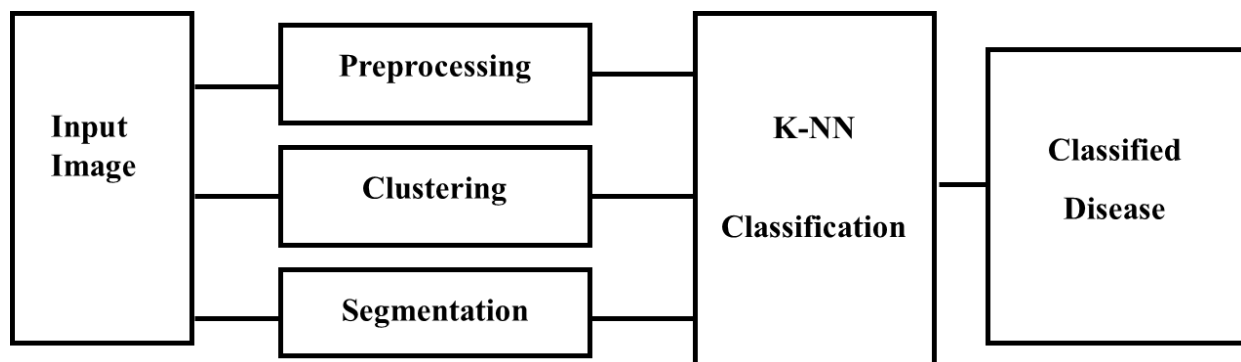 Input
Image
Preprocessing
Clustering
Segmentation
K-NN
Classification
Classified
Disease